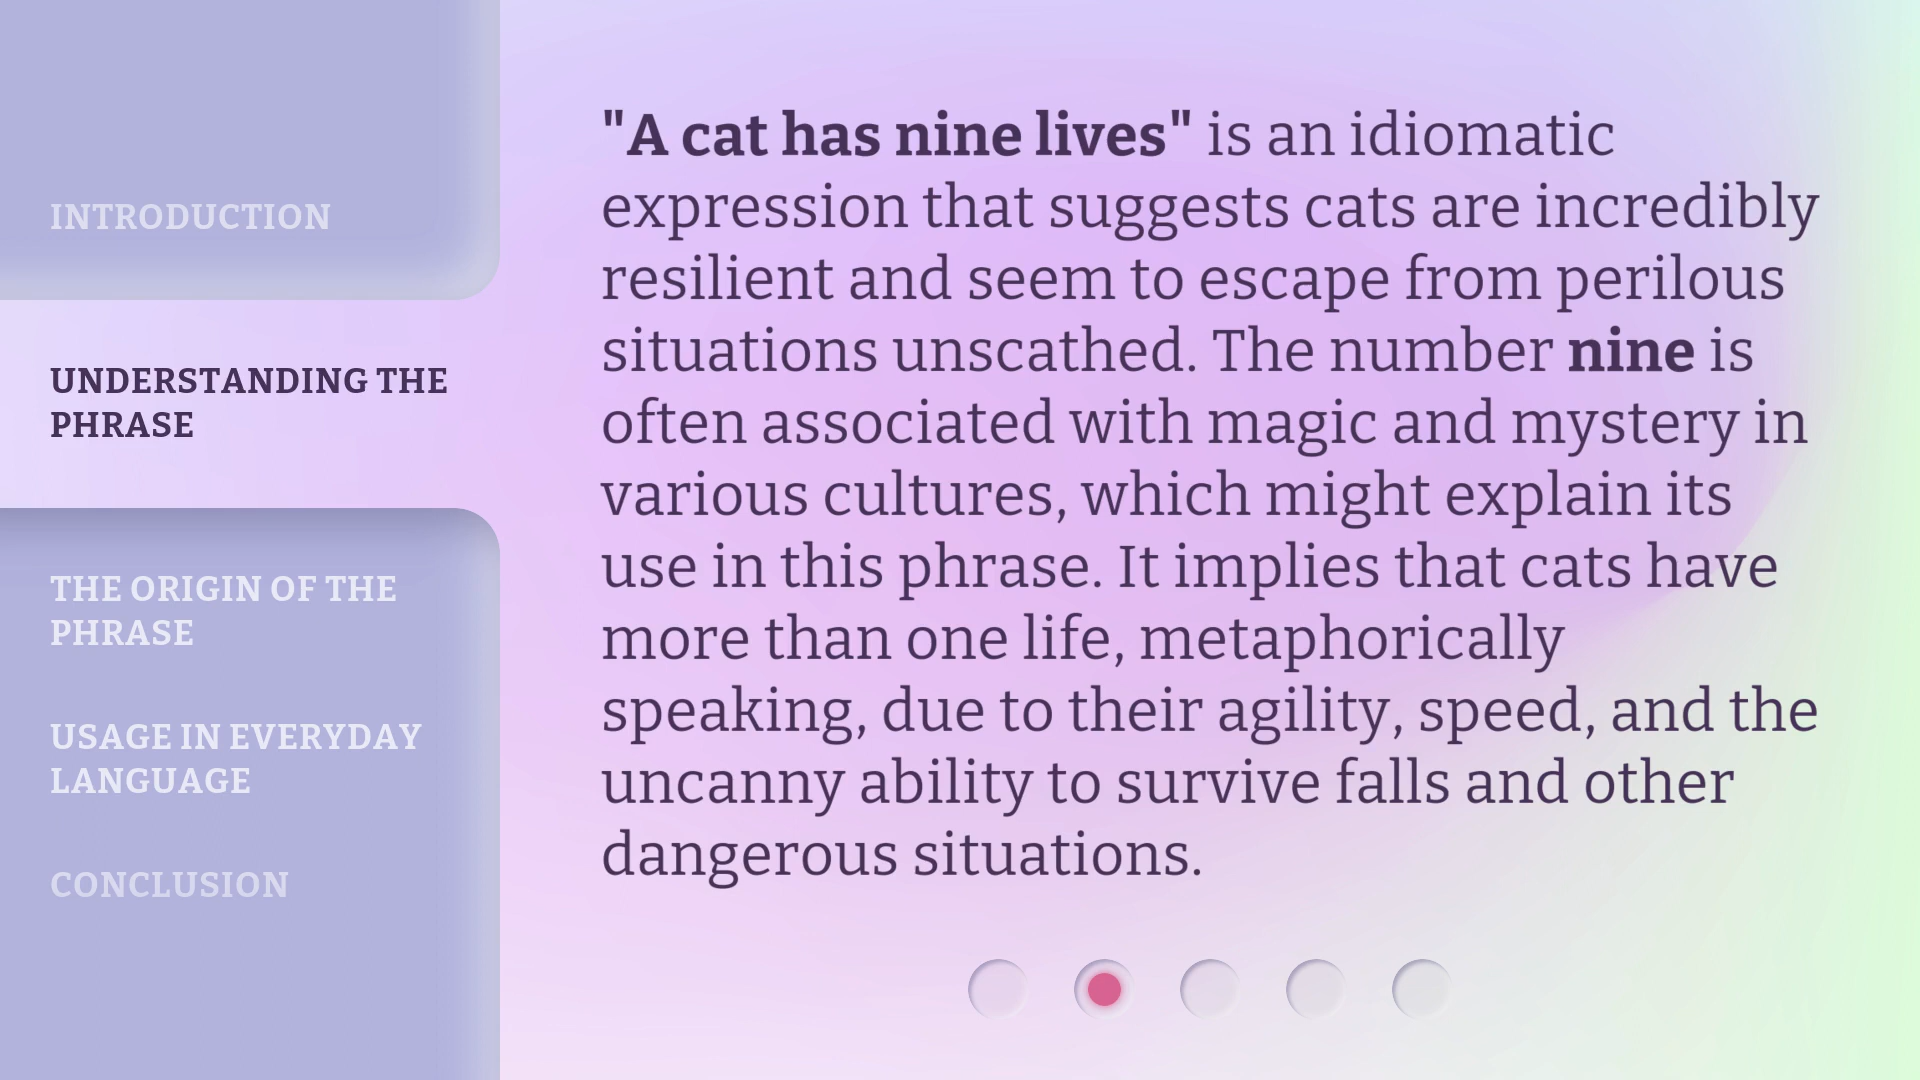 INTRODUCTION
UNDERSTANDING THE
PHRASE
THE ORIGIN OF THE
PHRASE
USAGE IN EVERYDAY
LANGUAGE
CONCLUSION
"A cat has nine lives" is an idiomatic
expression that suggests cats are incredibly
resilient and seem to escape from perilous
situations unscathed. The number nine is
often associated with magic and mystery in
various cultures, which might explain its
use in this phrase. It implies that cats have
more than one life, metaphorically
speaking, due to their agility, speed, and the
uncanny ability to survive falls and other
dangerous situations.